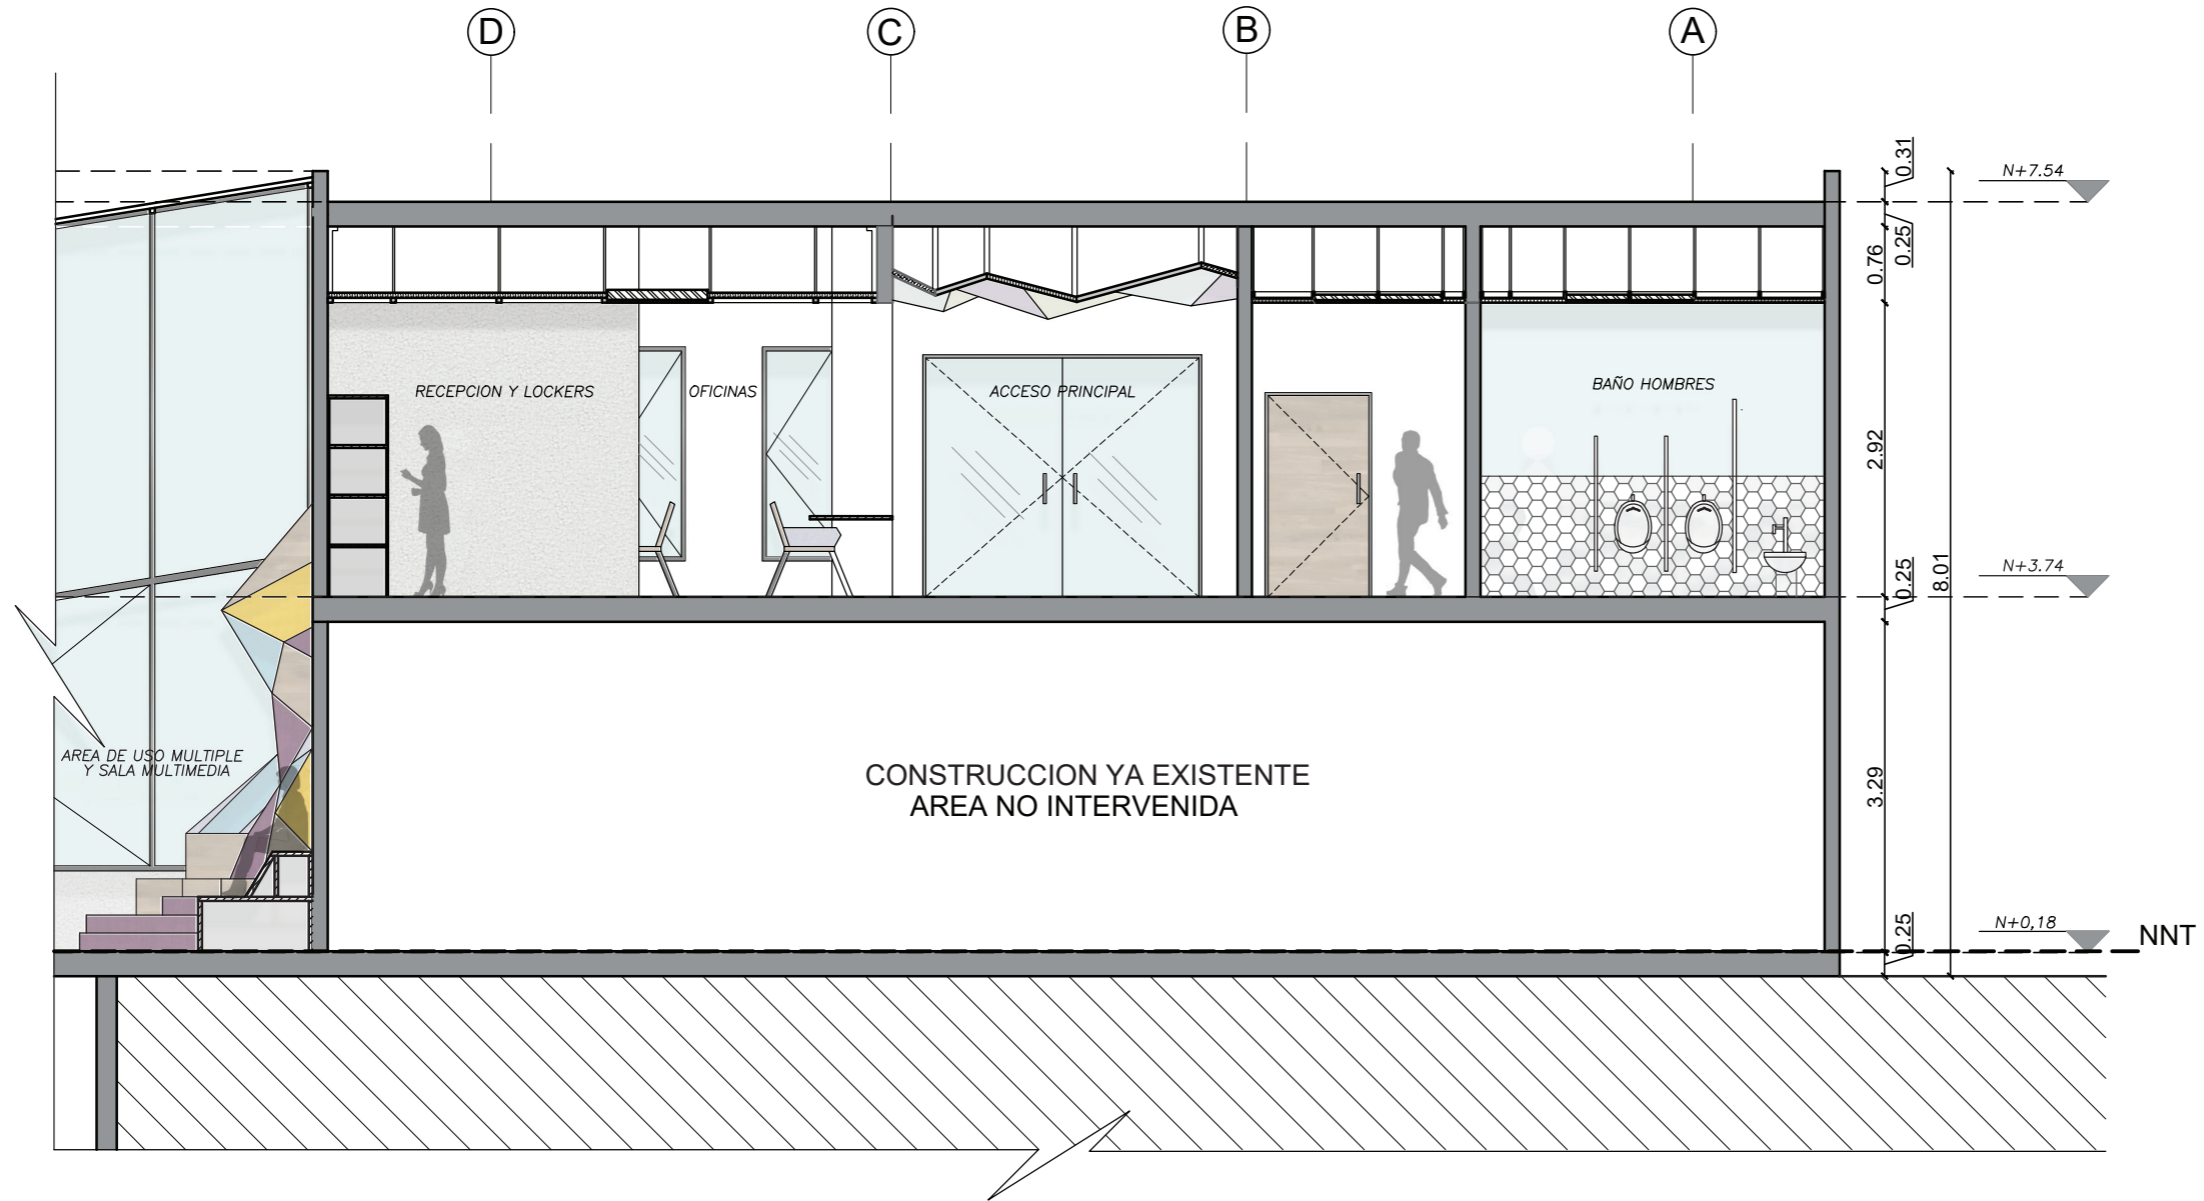 D
C
B
A
0.31
N+7.54
0.25
0.76
RECEPCION Y LOCKERS
OFICINAS
ACCESO PRINCIPAL
BAÑO HOMBRES
2.92
0.25
8.01
N+3.74
AREA DE USO MULTIPLE
Y SALA MULTIMEDIA
CONSTRUCCION YA EXISTENTE
AREA NO INTERVENIDA
3.29
0.25
N+0,18
NNT